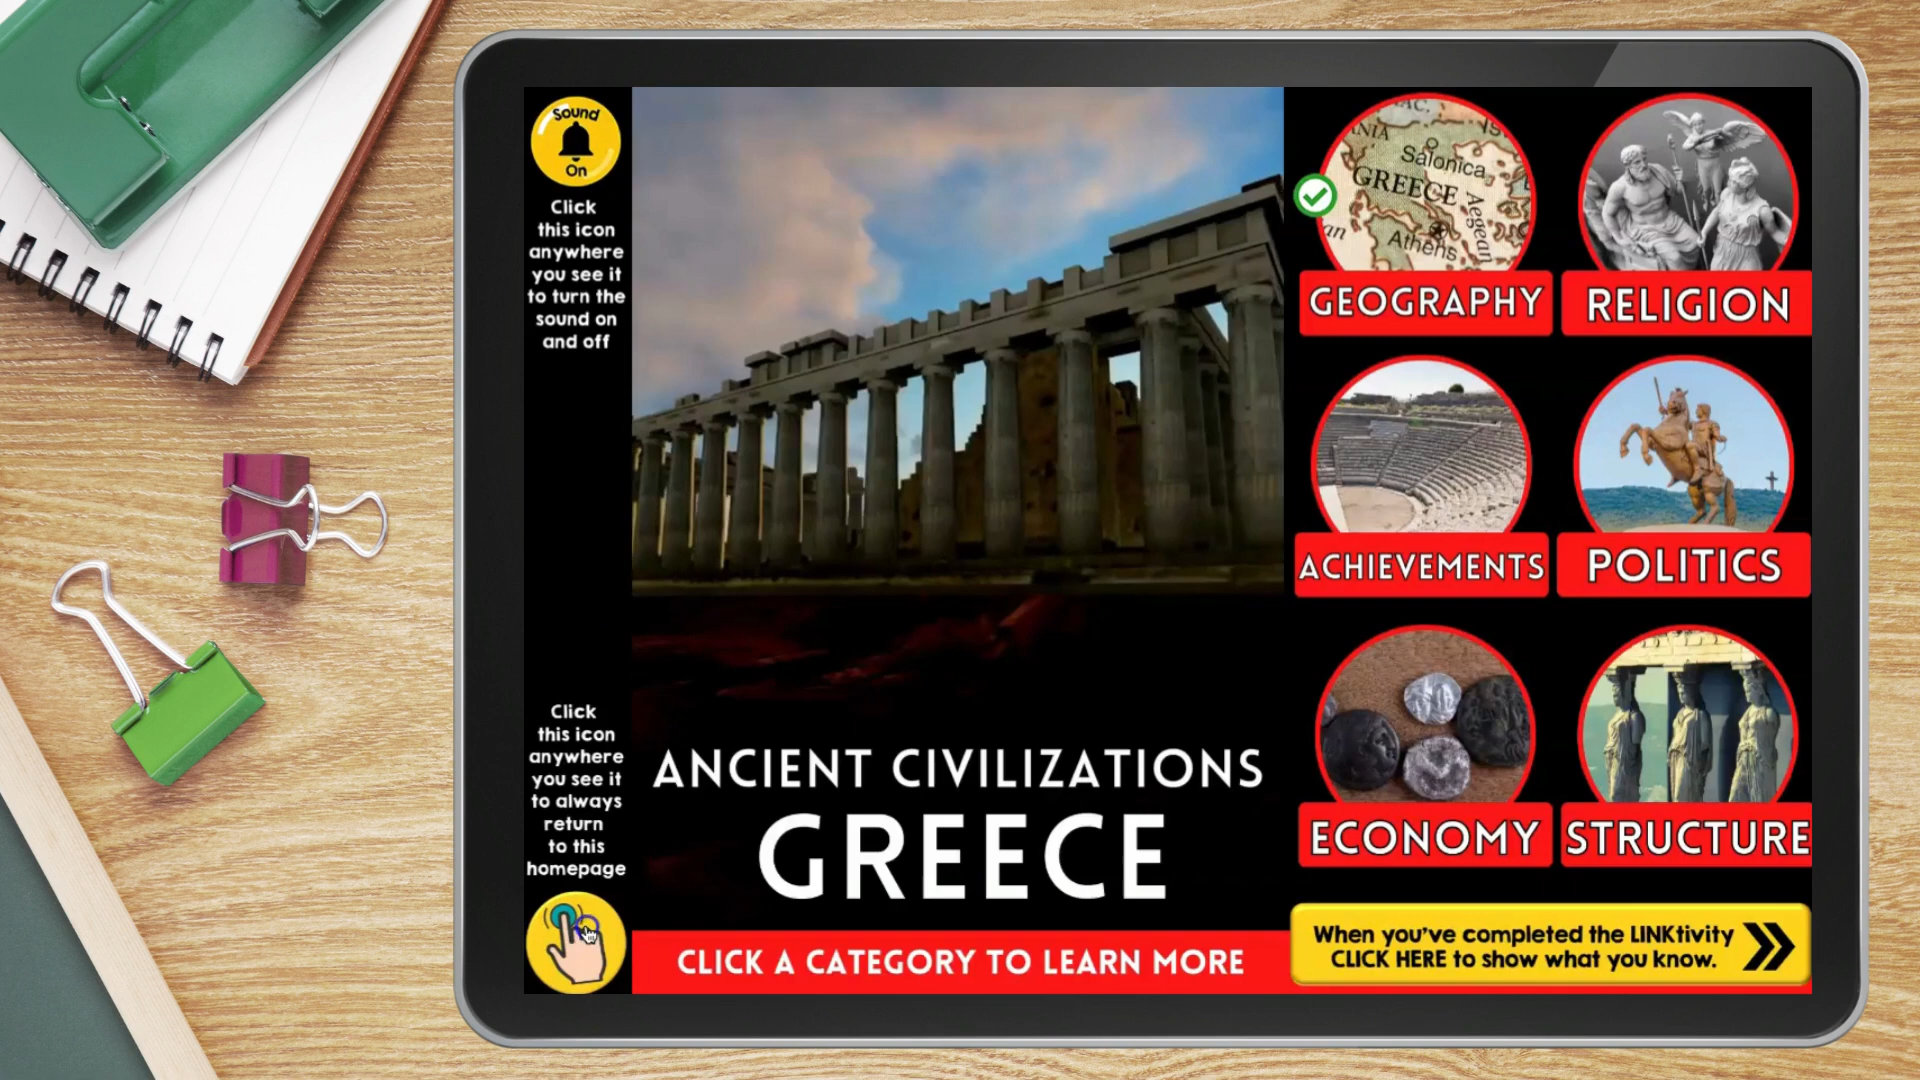 Sound
On
Click
this icon
anywhere
you see it
to turn the
sound on
and off
Click
this icon
anywhere
you see it
to always
return
to this
homepage
ANCIENT CIVILIZATIONS
GREECE
CLICK A CATEGORY TO LEARN MORE
AC.
NIA
Salonica
GREECE
Aegean
Athens
an
GEOGRAPHY
RELIGION
ACHIEVEMENTS
POLITICS
ECONOMY
STRUCTURE
When you've completed the LINKtivity
CLICK HERE to show what you know.